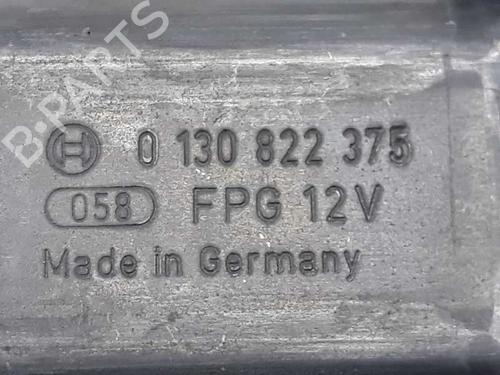 B-PARTS
0 130 822 375
058 FPG 12V
Made in Germany